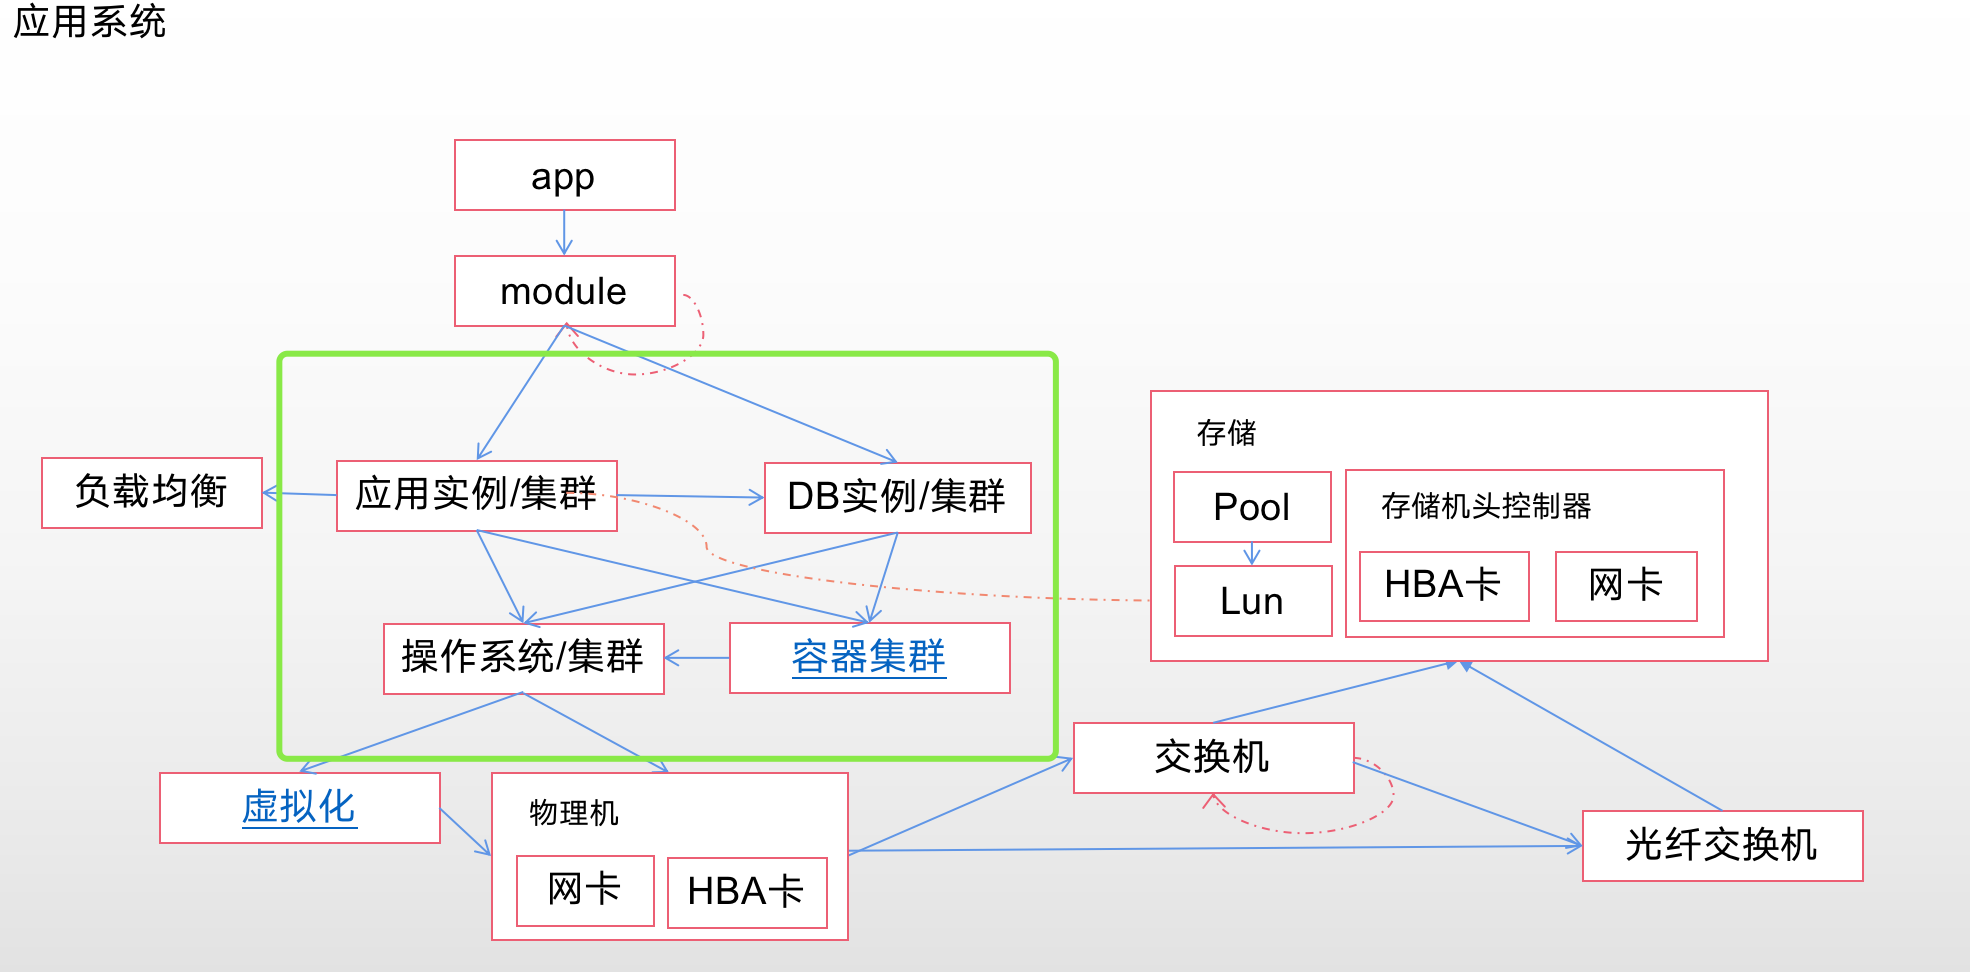 应用系统
app
module
负载均衡
应用实例/集群
DB实例/集群
操作系统/集群
容器集群
虚拟化
物理机
网卡
HBA卡
存储
Pool
Lun
存储机头控制器
HBA卡
网卡
交换机
光纤交换机